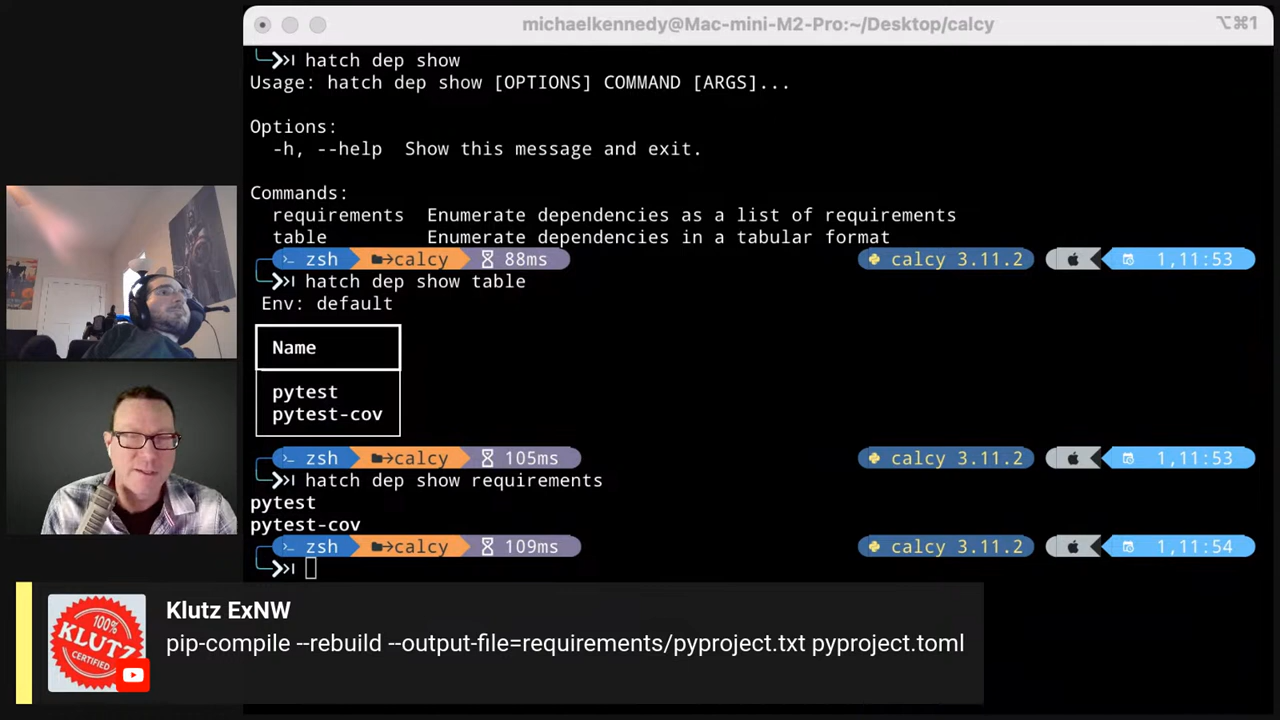 michaelkennedy@Mac-mini-M2-Pro:~/Desktop/calcy
⌥⌘1
hatch dep show
Usage: hatch dep show [OPTIONS] COMMAND [ARGS]...
Options:
-h, --help  Show this message and exit.
Commands:
requirements  Enumerate dependencies as a list of requirements
table  Enumerate dependencies in a tabular format
zsh calcy 88ms calcy 3.11.2 1,11:53
hatch dep show table
Env: default
Name
pytest
pytest-cov
zsh calcy 105ms calcy 3.11.2 1,11:53
hatch dep show requirements
pytest
pytest-cov
zsh calcy 109ms calcy 3.11.2 1,11:54
100%
KLUTZ
CERTIFIED
Klutz ExNW
pip-compile --rebuild --output-file=requirements/pyproject.txt pyproject.toml